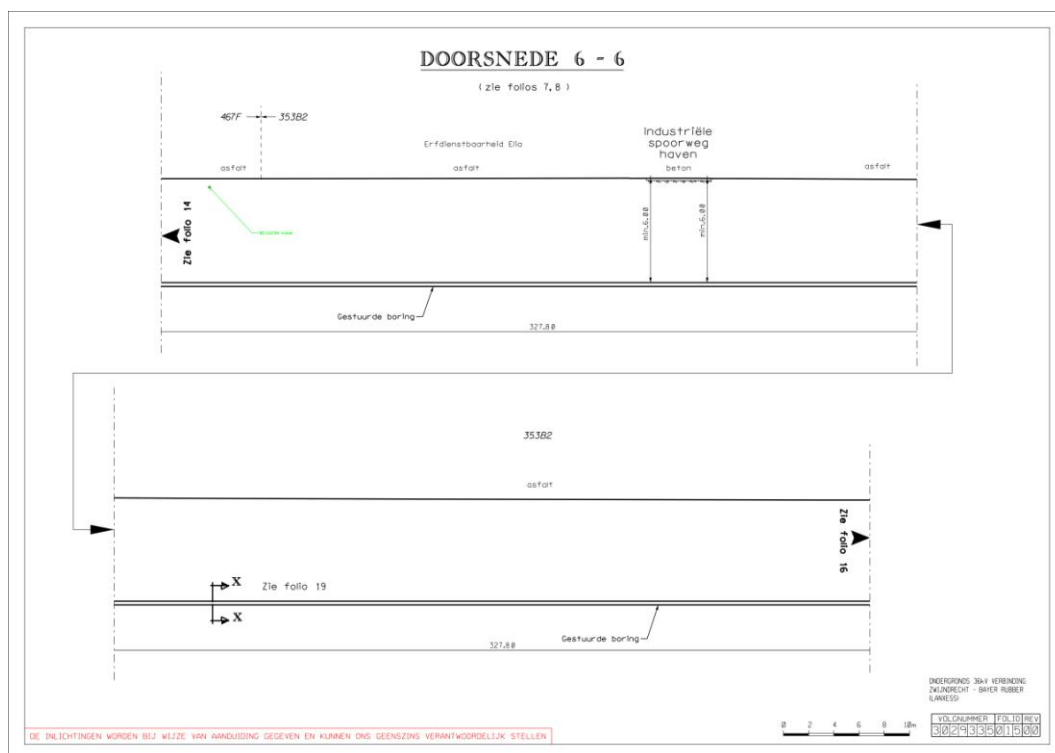 DOORSNEDE 6 - 6
(zie folios 7,8)
467F
353B2
Erfdienstbaarheid Elia
Industriële
spoorweg
haven
asfalt
asfalt
beton
asfalt
Zie folio 14
min.6.00
min.6.00
Gestuurde boring
327.80
353B2
asfalt
Zie folio 16
X
Zie folio 19
X
Gestuurde boring
327.80
ONDERGRONDS 36kV VERBINDING
ZWIJNDRECHT - BAYER RUBBER
(LANXESS)
0 2 4 6 8 10m
VOLGNUMMER FOLIO REV
3029335 015 00
DE INLICHTINGEN WORDEN BIJ WIJZE VAN AANDUIDING GEGEVEN EN KUNNEN ONS GEENSZINS VERANTWOORDELIJK STELLEN